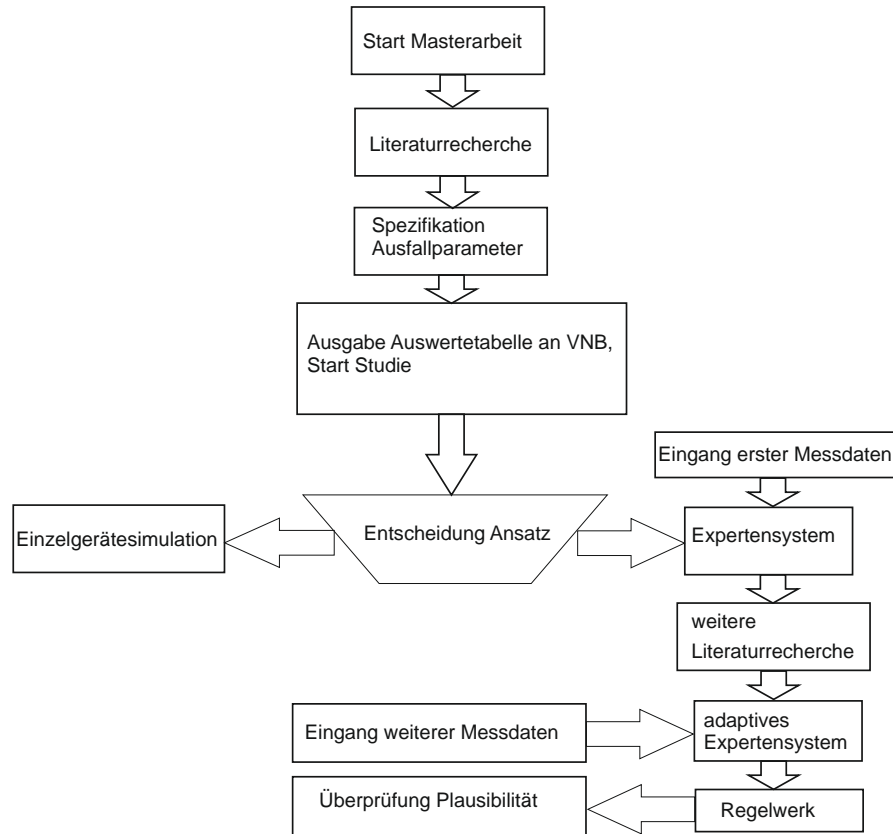 Start Masterarbeit
Literaturrecherche
Spezifikation
Ausfallparameter
Ausgabe Auswertetabelle an VNB,
Start Studie
Eingang erster Messdaten
Einzelgerätesimulation
Entscheidung Ansatz
Expertensystem
weitere
Literaturrecherche
Eingang weiterer Messdaten
adaptives
Expertensystem
Überprüfung Plausibilität
Regelwerk